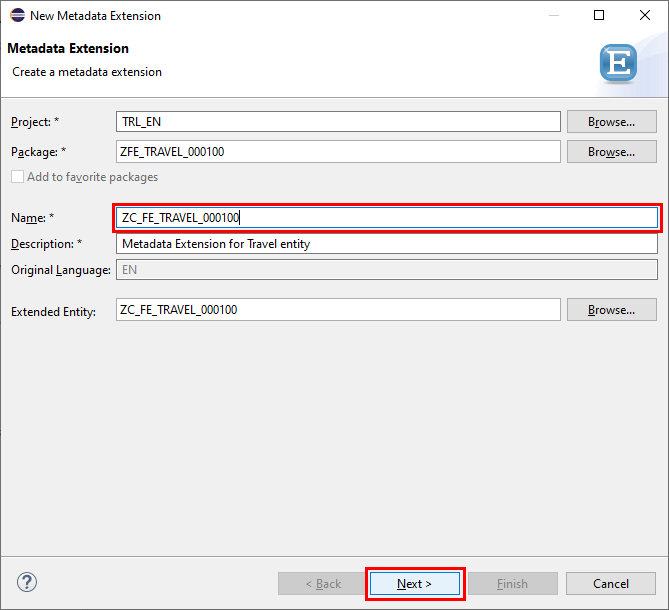 New Metadata Extension
Metadata Extension
Create a metadata extension
E
Project: * TRL_EN Browse...
Package: * ZFE_TRAVEL_000100 Browse...
Add to favorite packages
Name: * ZC_FE_TRAVEL_000100
Description: * Metadata Extension for Travel entity
Original Language: EN
Extended Entity: ZC_FE_TRAVEL_000100 Browse...
? < Back Next > Finish Cancel